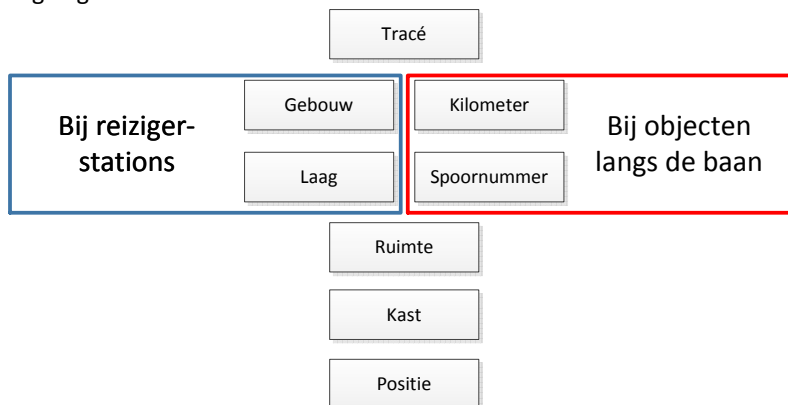 Tracé
Bij reiziger-
stations
Gebouw
Laag
Kilometer
Spoornummer
Bij objecten
langs de baan
Ruimte
Kast
Positie